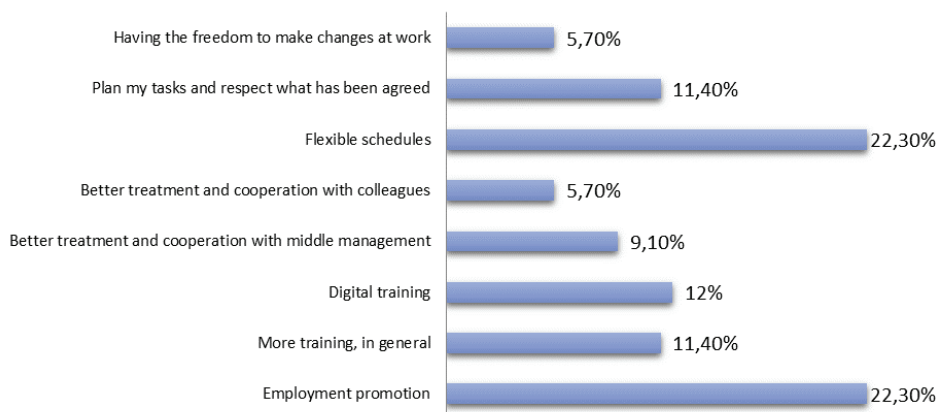 Having the freedom to make changes at work 5,70%
Plan my tasks and respect what has been agreed 11,40%
Flexible schedules 22,30%
Better treatment and cooperation with colleagues 5,70%
Better treatment and cooperation with middle management 9,10%
Digital training 12%
More training, in general 11,40%
Employment promotion 22,30%